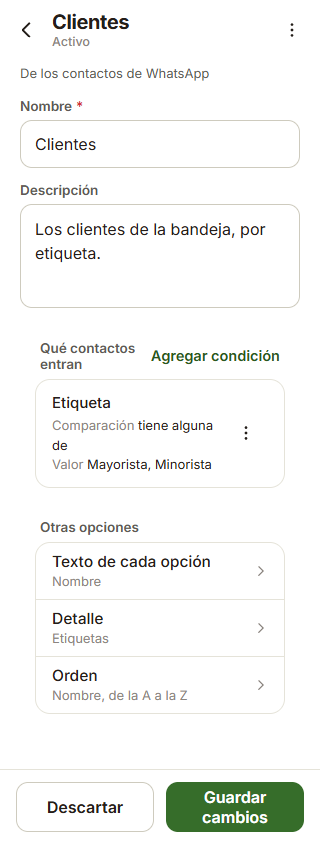 Clientes
Activo
De los contactos de WhatsApp
Nombre *
Clientes
Descripción
Los clientes de la bandeja, por
etiqueta.
Qué contactos
entran
Agregar condición
Etiqueta
Comparación tiene alguna
de
Valor Mayorista, Minorista
Otras opciones
Texto de cada opción
Nombre
Detalle
Etiquetas
Orden
Nombre, de la A a la Z
Descartar
Guardar
cambios